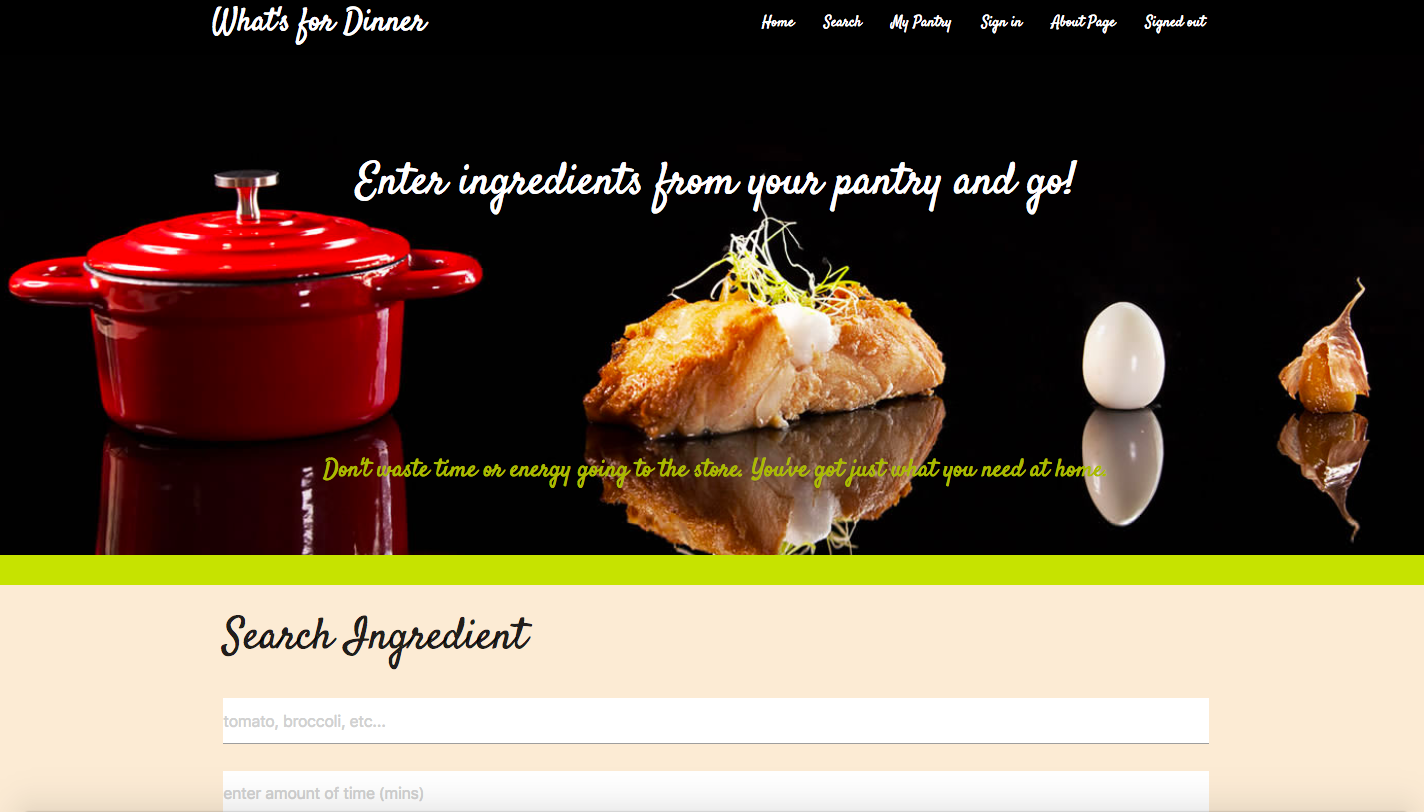 What's for Dinner
Home Search My Pantry Sign in About Page Signed out
Enter ingredients from your pantry and go!
Don't waste time or energy going to the store. You've got just what you need at home.
Search Ingredient
tomato, broccoli, etc...
enter amount of time (mins)